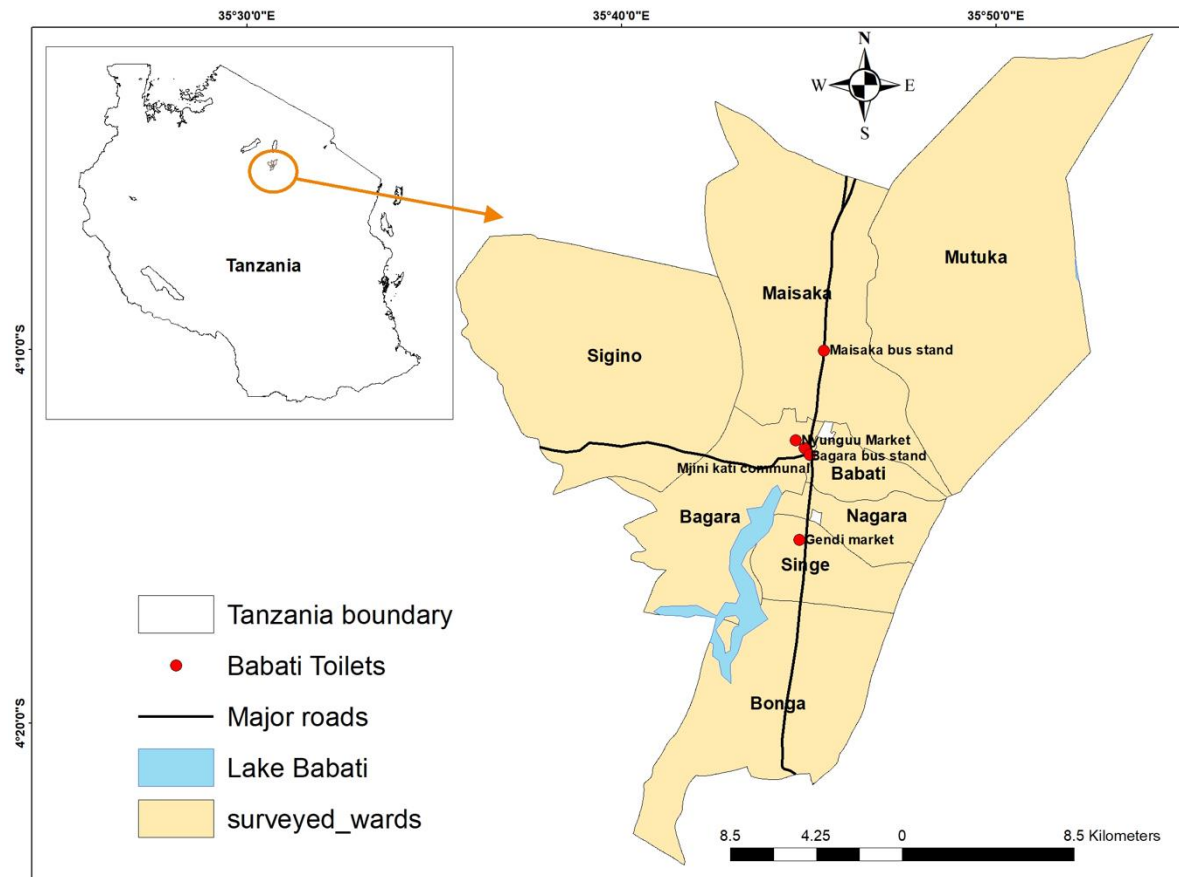 35°30'0"E
35°40'0"E
35°50'0"E
4°10'0"S
4°20'0"S
N
W
E
S
Tanzania
Mutuka
Maisaka
Sigino
Maisaka bus stand
Nyunguu Market
Bagara bus stand
Mjini kati communal
Babati
Bagara
Nagara
Gendi market
Singe
Bonga
Tanzania boundary
Babati Toilets
Major roads
Lake Babati
surveyed_wards
8.5 4.25 0 8.5 Kilometers